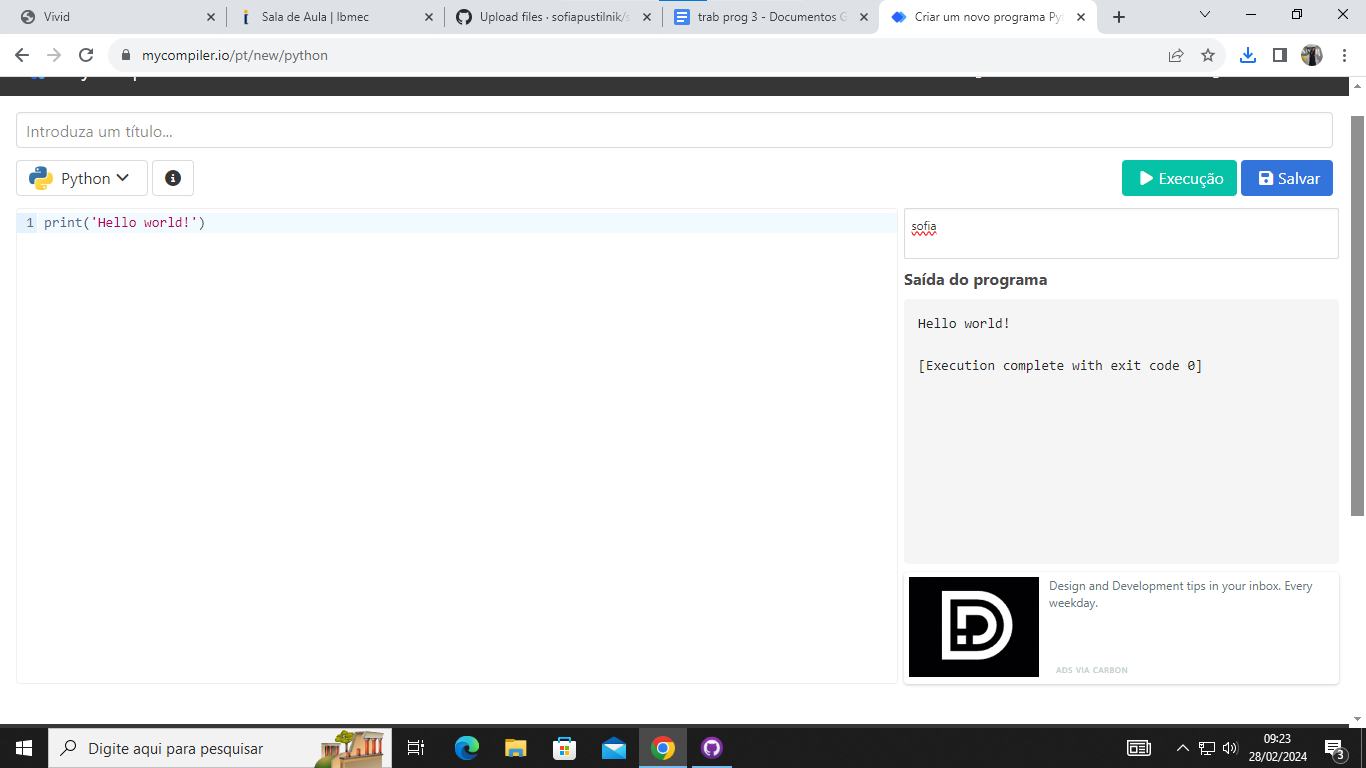 Vivid
Sala de Aula | Ibmec
Upload files · sofiapustilnik/s
trab prog 3 - Documentos G
Criar um novo programa Py
mycompiler.io/pt/new/python
Introduza um título...
Python
Execução
Salvar
1 print('Hello world!')
sofia
Saída do programa
Hello world!
[Execution complete with exit code 0]
Design and Development tips in your inbox. Every
weekday.
ADS VIA CARBON
Digite aqui para pesquisar
09:23
28/02/2024
3